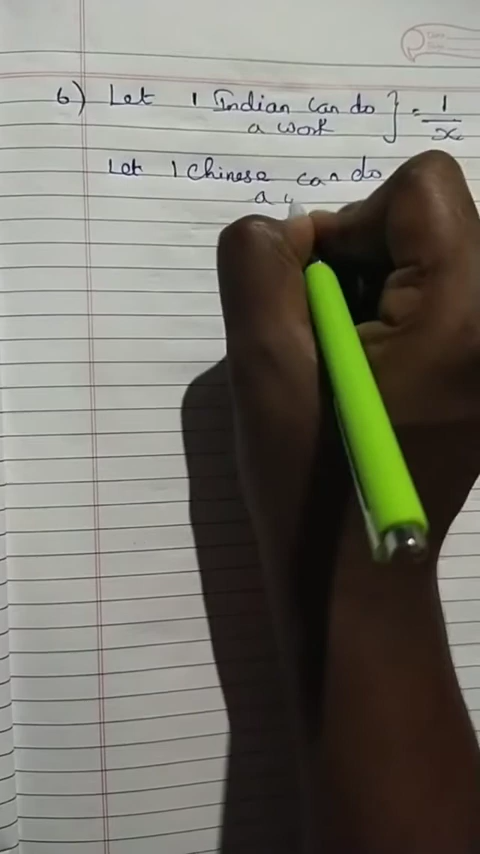 6) Let 1 Indian can do } = 1/x
a work
Let 1 Chinese can do
a